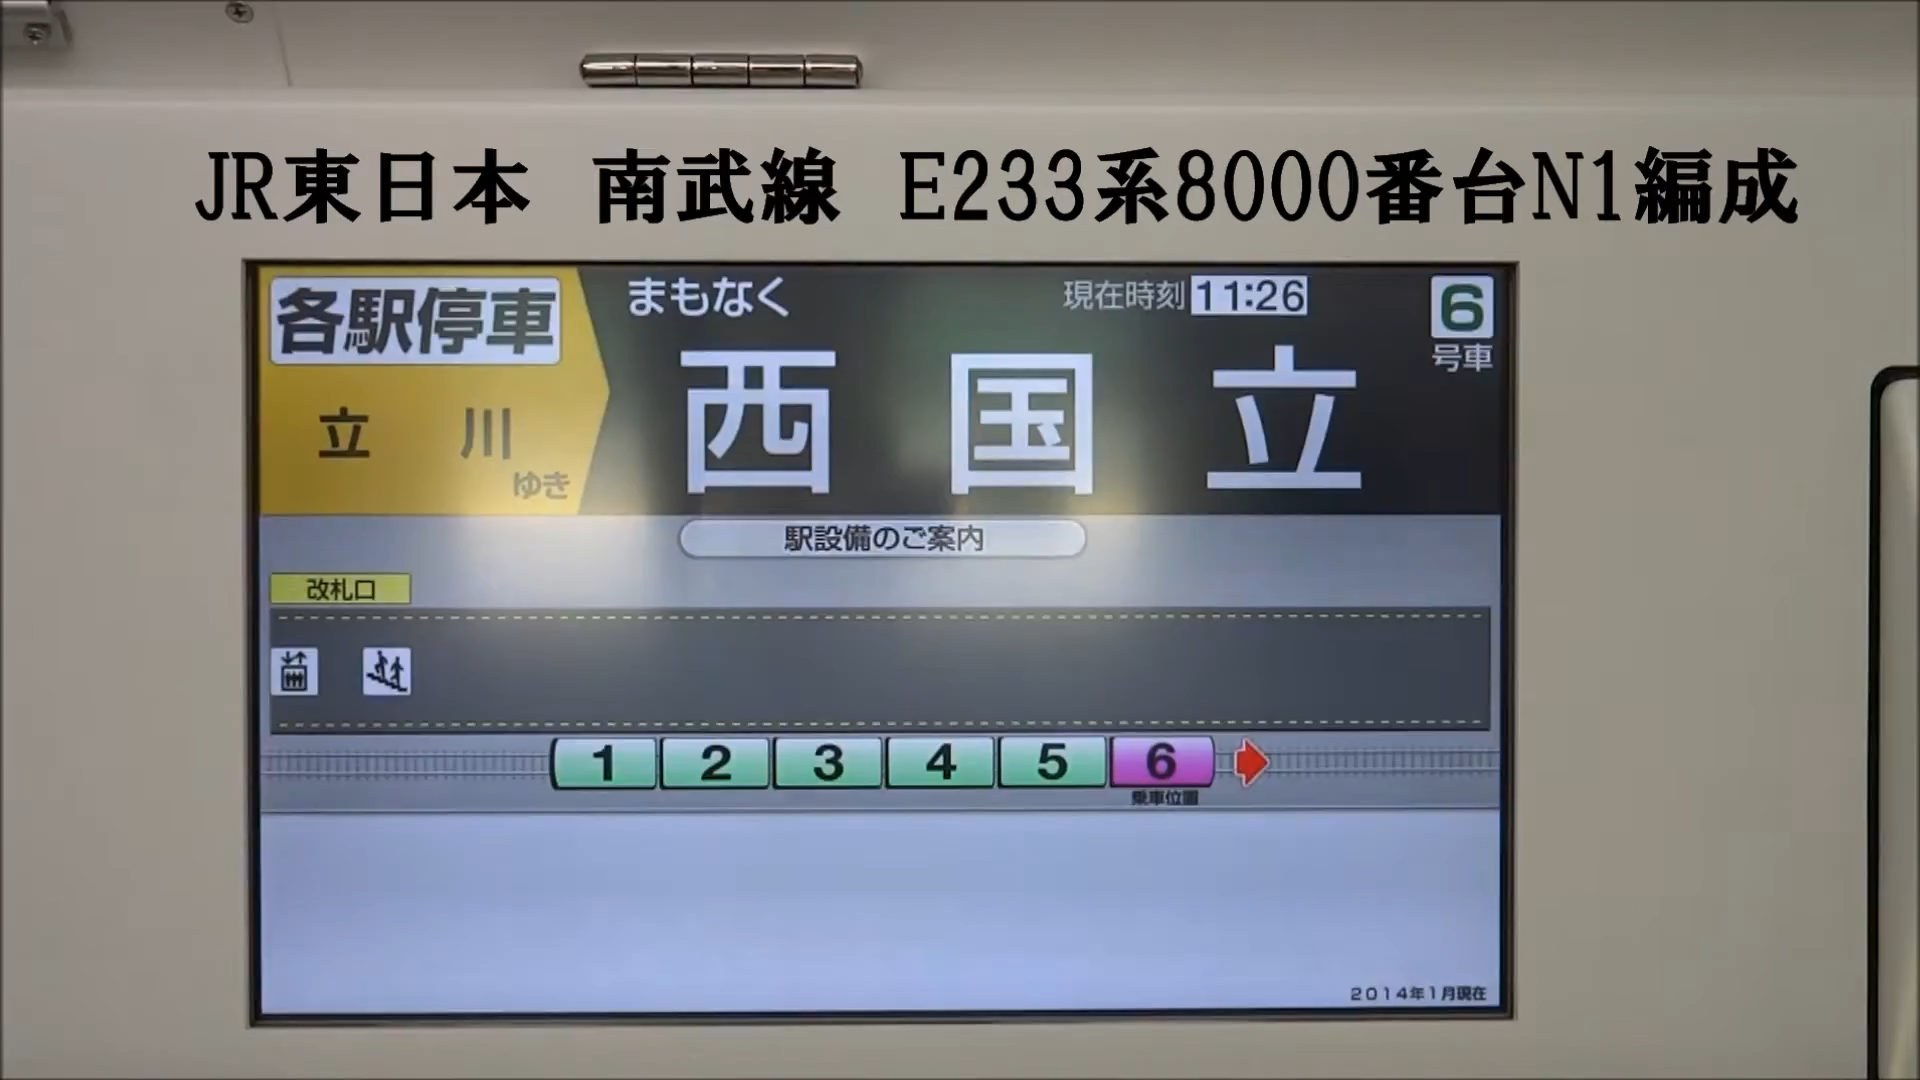 JR東日本　南武線　E233系8000番台N1編成
各駅停車
立川
ゆき
まもなく
現在時刻 11:26
6
号車
西国立
駅設備のご案内
改札口
1 2 3 4 5 6
乗車位置
2014年1月現在